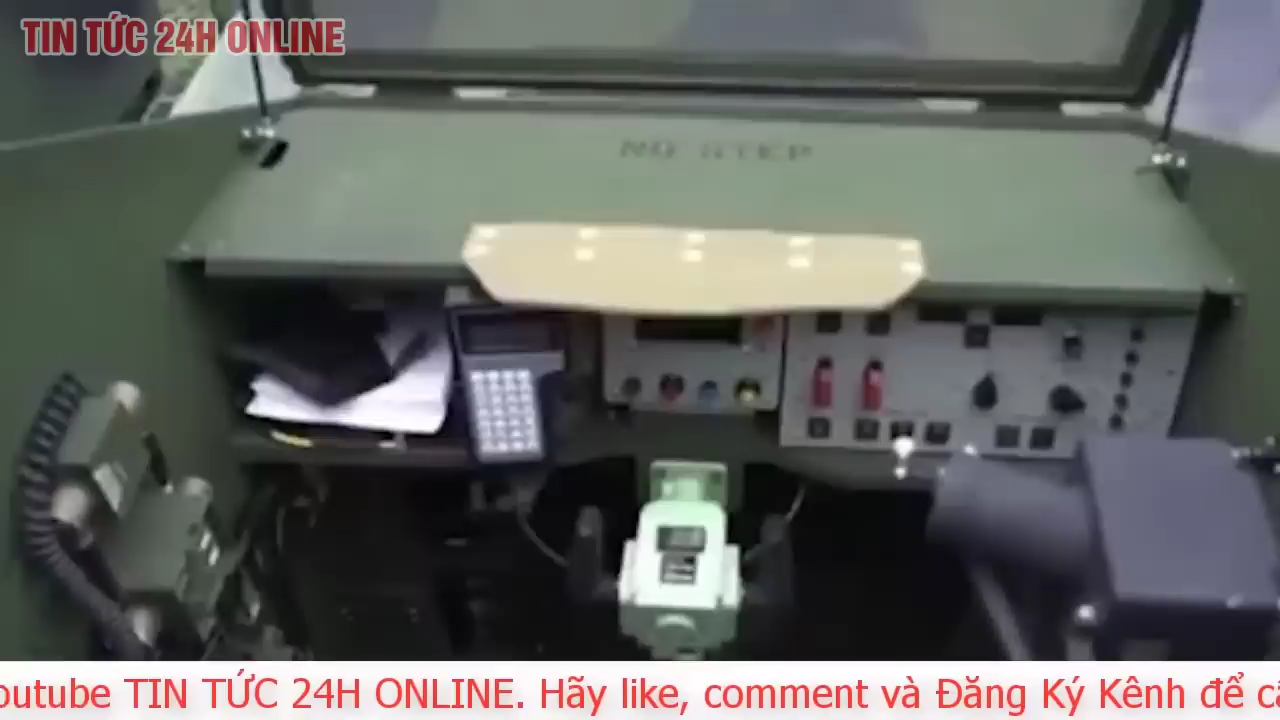 TIN TỨC 24H ONLINE
NO STEP
outube TIN TỨC 24H ONLINE. Hãy like, comment và Đăng Ký Kênh để c